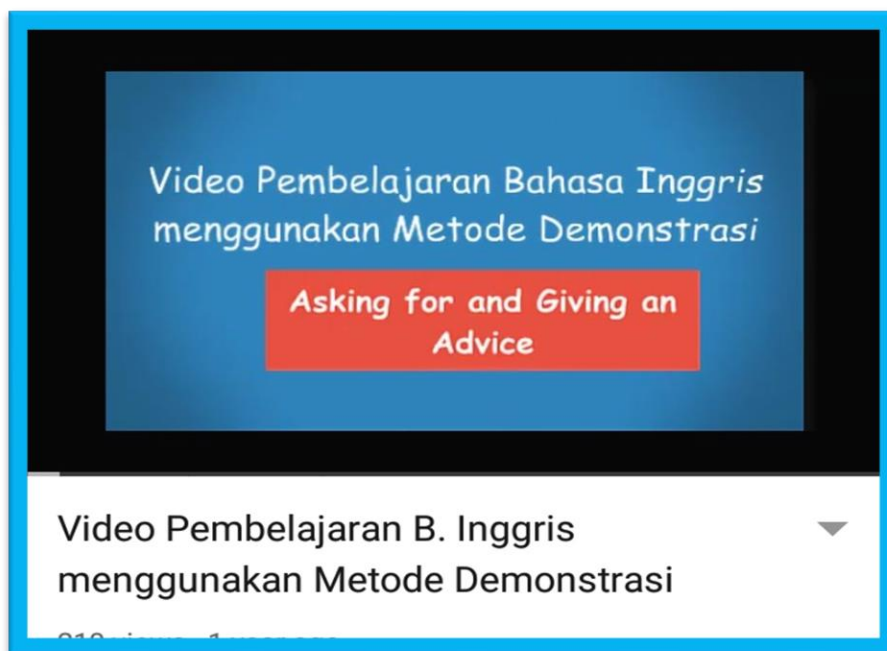 Video Pembelajaran Bahasa Inggris
menggunakan Metode Demonstrasi
Asking for and Giving an
Advice
Video Pembelajaran B. Inggris
menggunakan Metode Demonstrasi